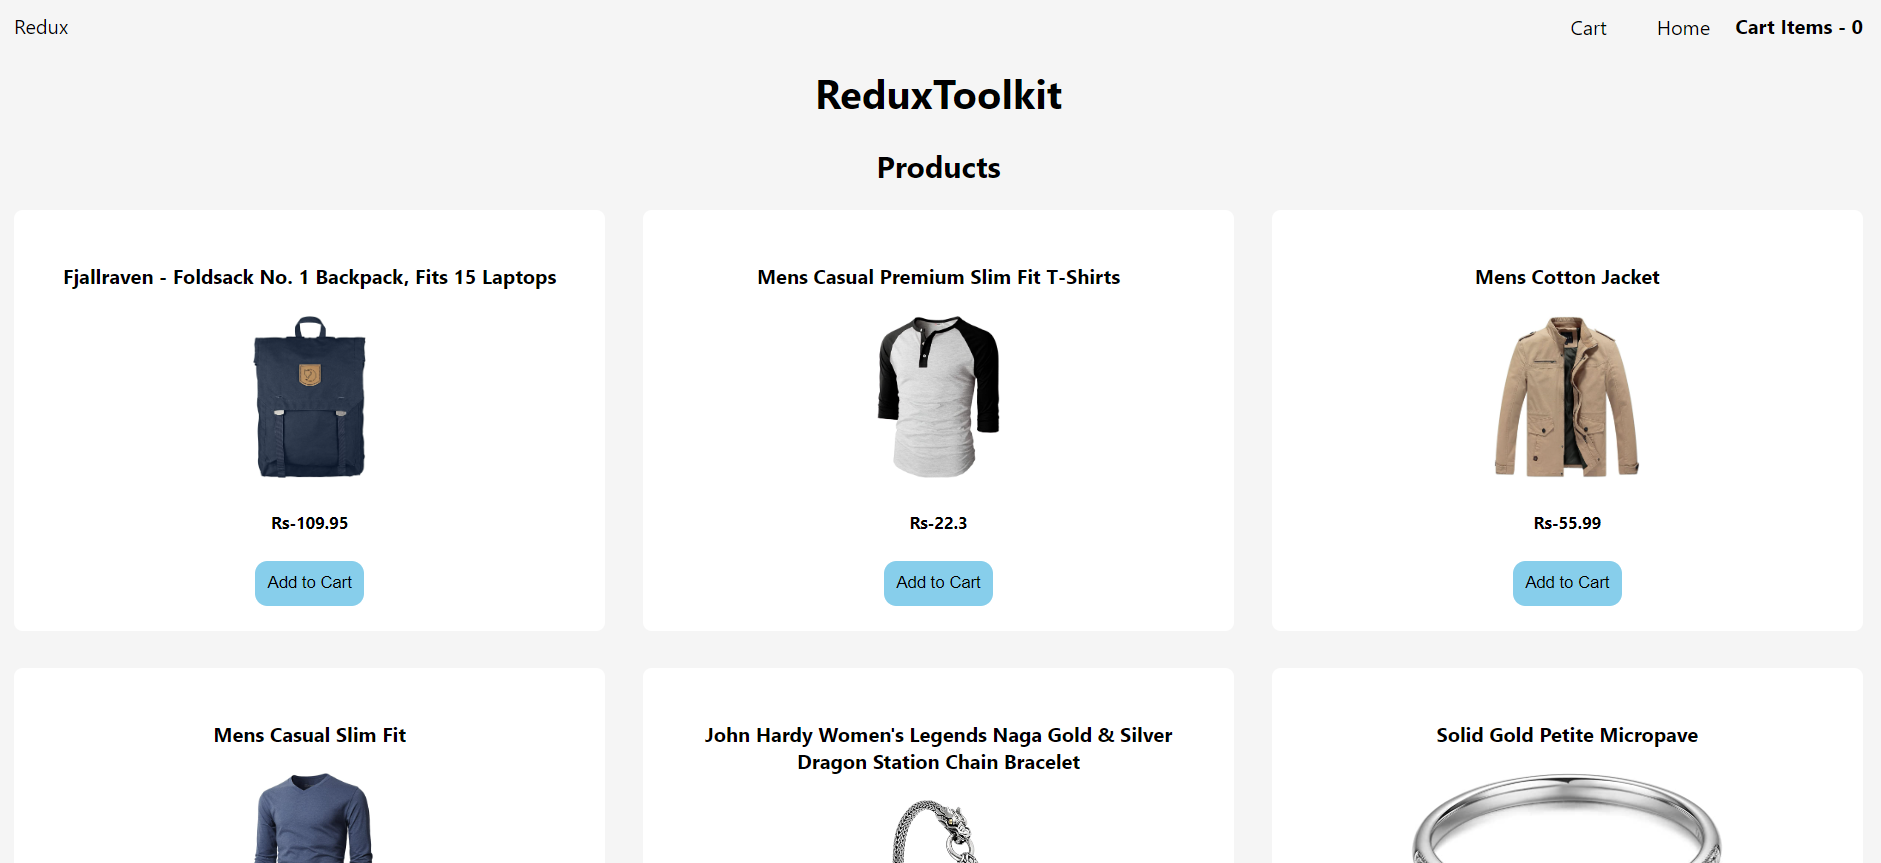 Redux
Cart
Home
Cart Items - 0
ReduxToolkit
Products
Fjallraven - Foldsack No. 1 Backpack, Fits 15 Laptops
Mens Casual Premium Slim Fit T-Shirts
Mens Cotton Jacket
Rs-109.95
Rs-22.3
Rs-55.99
Add to Cart
Add to Cart
Add to Cart
Mens Casual Slim Fit
John Hardy Women's Legends Naga Gold & Silver
Dragon Station Chain Bracelet
Solid Gold Petite Micropave